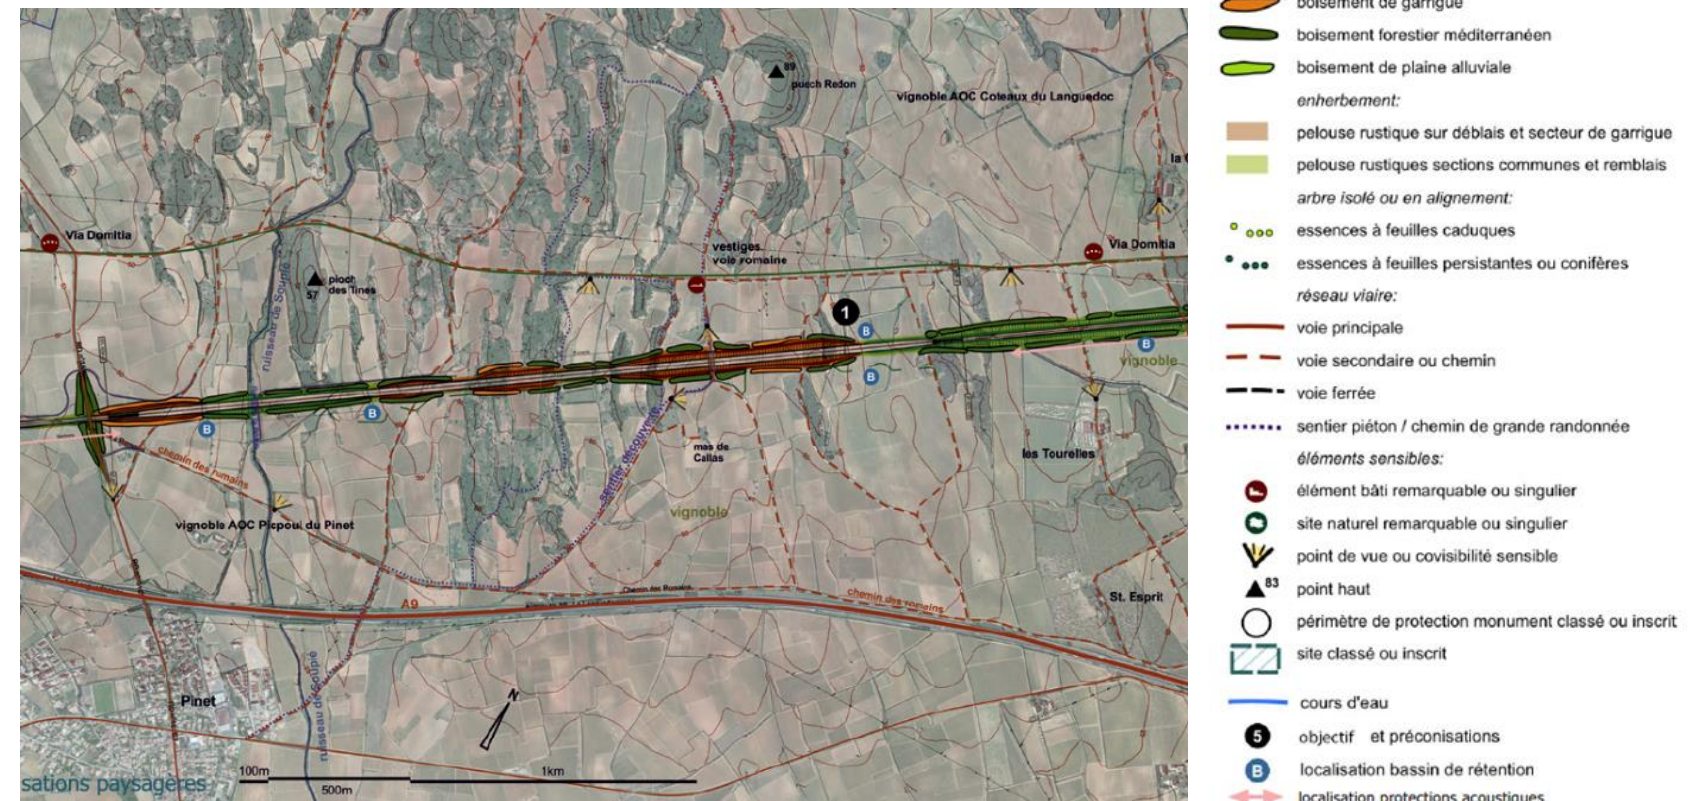 89
puech Redon
vignoble AOC Coteaux du Languedoc
la
Via Domitia
Via Domitia
vestiges
voie romaine
ruisseau de Soupié
57
pioch
des Tines
1
B
B
B
B
B
vignoble
chemin des romains
sentier découverte
mas de
Callas
les Tourelles
vignoble
vignoble AOC Picpoul du Pinet
A9
Chemin des Romains
chemin des romains
St. Esprit
Pinet
ruisseau de Soupié
N
sations paysagères
100m
500m
1km
boisement de garrigue
boisement forestier méditerranéen
boisement de plaine alluviale
enherbement:
pelouse rustique sur déblais et secteur de garrigue
pelouse rustiques sections communes et remblais
arbre isolé ou en alignement:
essences à feuilles caduques
essences à feuilles persistantes ou conifères
réseau viaire:
voie principale
voie secondaire ou chemin
voie ferrée
sentier piéton / chemin de grande randonnée
éléments sensibles:
élément bâti remarquable ou singulier
site naturel remarquable ou singulier
point de vue ou covisibilité sensible
83 point haut
périmètre de protection monument classé ou inscrit
site classé ou inscrit
cours d'eau
5 objectif et préconisations
B localisation bassin de rétention
localisation protections acoustiques